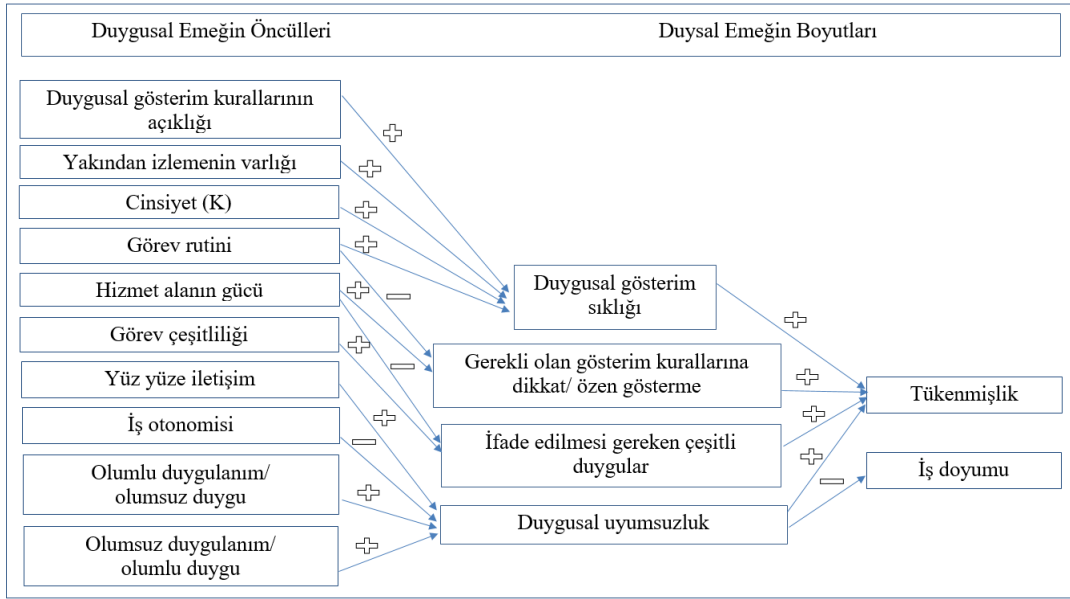 Duygusal Emeğin Öncülleri
Duysal Emeğin Boyutları
Duygusal gösterim kurallarının
açıklığı
Yakından izlemenin varlığı
Cinsiyet (K)
Görev rutini
Hizmet alanın gücü
Görev çeşitliliği
Yüz yüze iletişim
İş otonomisi
Olumlu duygulanım/
olumsuz duygu
Olumsuz duygulanım/
olumlu duygu
Duygusal gösterim
sıklığı
Gerekli olan gösterim kurallarına
dikkat/ özen gösterme
İfade edilmesi gereken çeşitli
duygular
Duygusal uyumsuzluk
Tükenmişlik
İş doyumu